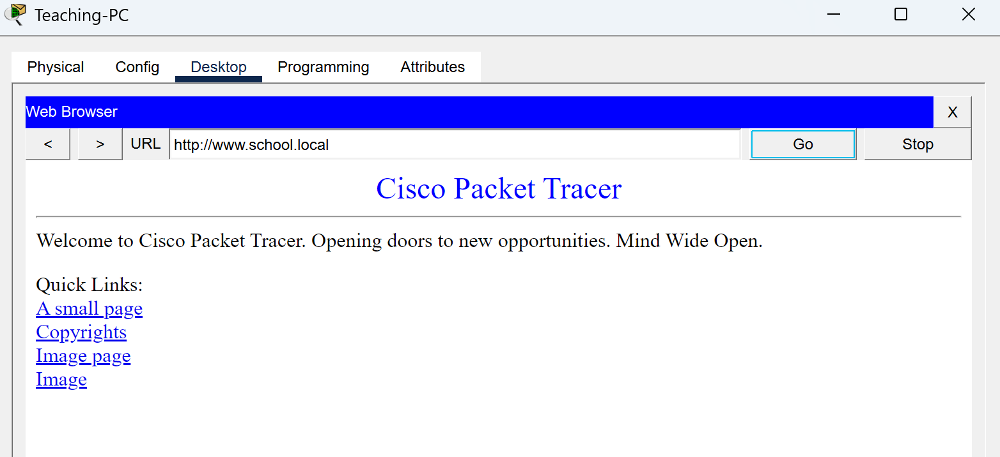 Teaching-PC
Physical Config Desktop Programming Attributes
Web Browser X
< > URL http://www.school.local Go Stop
Cisco Packet Tracer
Welcome to Cisco Packet Tracer. Opening doors to new opportunities. Mind Wide Open.
Quick Links:
A small page
Copyrights
Image page
Image